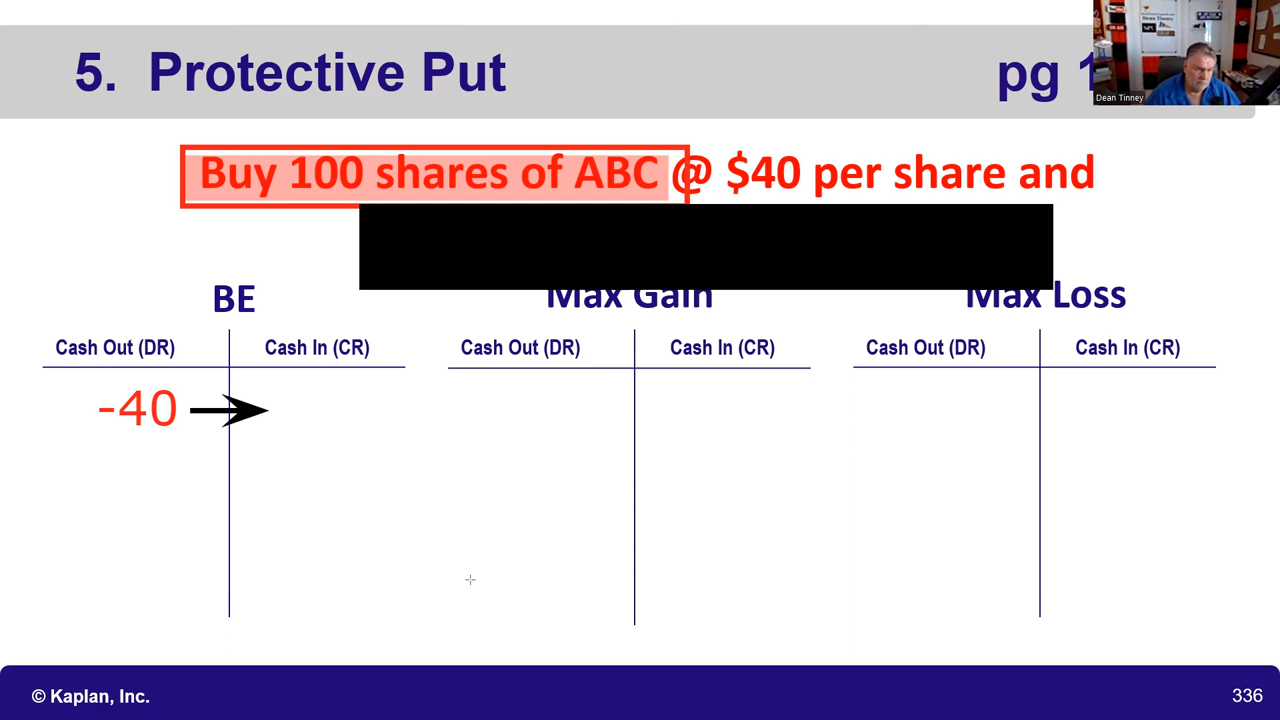 5. Protective Put pg 1
Dean Tinney
Buy 100 shares of ABC @ $40 per share and
BE Max Gain Max Loss
Cash Out (DR) Cash In (CR) Cash Out (DR) Cash In (CR) Cash Out (DR) Cash In (CR)
-40
© Kaplan, Inc. 336